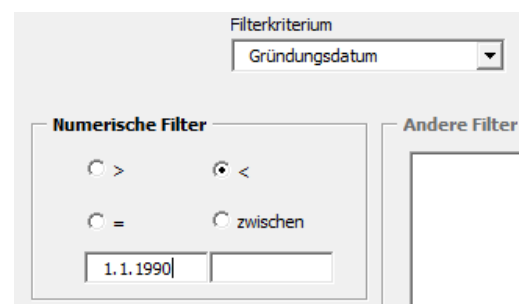 Filterkriterium
Gründungsdatum
Numerische Filter
Andere Filter
> <
= zwischen
1.1.1990